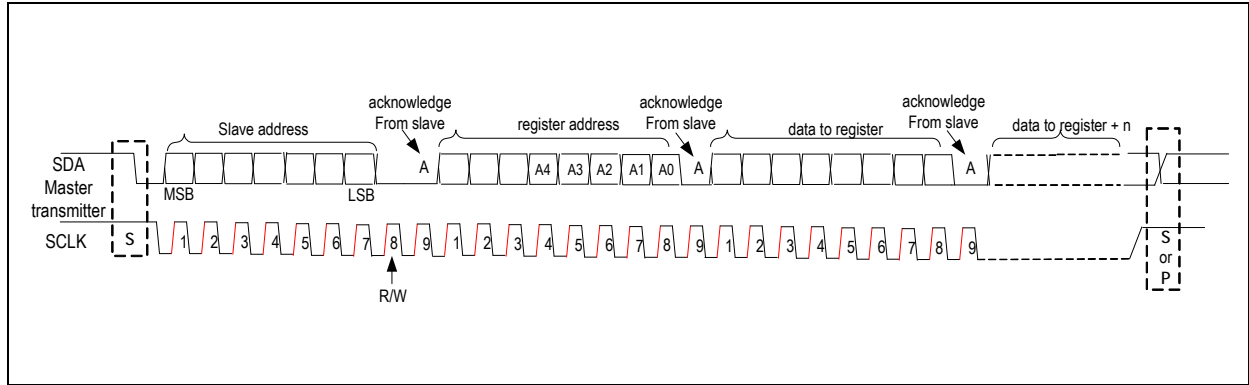 acknowledge
From slave
acknowledge
From slave
acknowledge
From slave
Slave address
register address
data to register
data to register + n
SDA
Master
transmitter
A
A4
A3
A2
A1
A0
A
A
MSB
LSB
SCLK
S
1 2 3 4 5 6 7 8 9 1 2 3 4 5 6 7 8 9 1 2 3 4 5 6 7 8 9
S
or
P
R/W